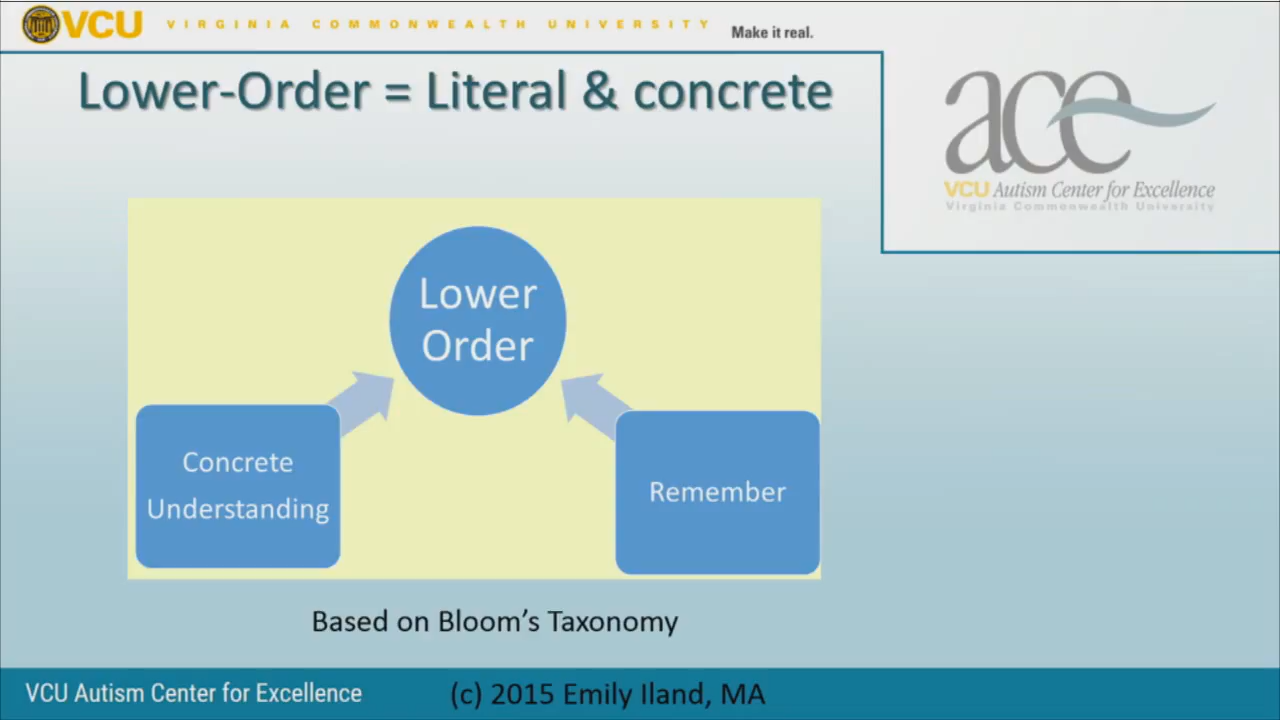 VCU VIRGINIA COMMONWEALTH UNIVERSITY Make it real.
Lower-Order = Literal & concrete
ace
VCU Autism Center for Excellence
Virginia Commonwealth University
Lower
Order
Concrete
Understanding
Remember
Based on Bloom's Taxonomy
VCU Autism Center for Excellence (c) 2015 Emily Iland, MA